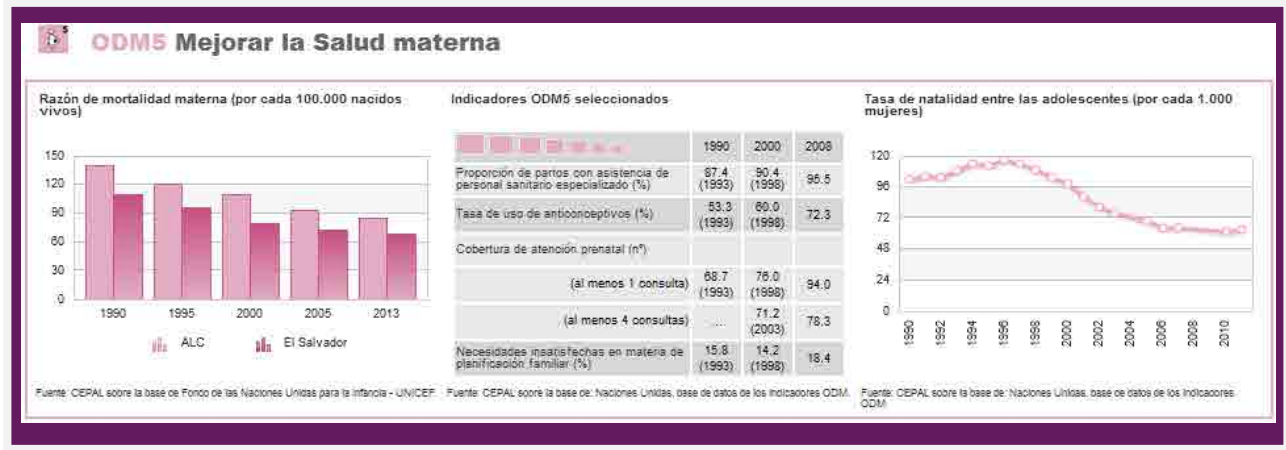 5
ODM5 Mejorar la Salud materna
Razón de mortalidad materna (por cada 100.000 nacidos
vivos)
150
120
90
60
30
0
1990 1995 2000 2005 2013
ALC El Salvador
Fuente: CEPAL sobre la base de Fondo de las Naciones Unidas para la Infancia - UNICEF.
Indicadores ODM5 seleccionados
1990 2000 2008
Proporción de partos con asistencia de
personal sanitario especializado (%)
87.4 (1993) 90.4 (1998) 95.5
Tasa de uso de anticonceptivos (%)
53.3 (1993) 60.0 (1998) 72.3
Cobertura de atención prenatal (nº)
(al menos 1 consulta) 68.7 (1993) 76.0 (1998) 94.0
(al menos 4 consultas) ... 71.2 (2003) 78.3
Necesidades insatisfechas en materia de
planificación familiar (%)
15.8 (1993) 14.2 (1998) 18.4
Fuente: CEPAL sobre la base de: Naciones Unidas, base de datos de los Indicadores ODM.
Tasa de natalidad entre las adolescentes (por cada 1.000
mujeres)
120
96
72
48
24
0
1990 1992 1994 1996 1998 2000 2002 2004 2006 2008 2010
Fuente: CEPAL sobre la base de: Naciones Unidas, base de datos de los Indicadores
ODM